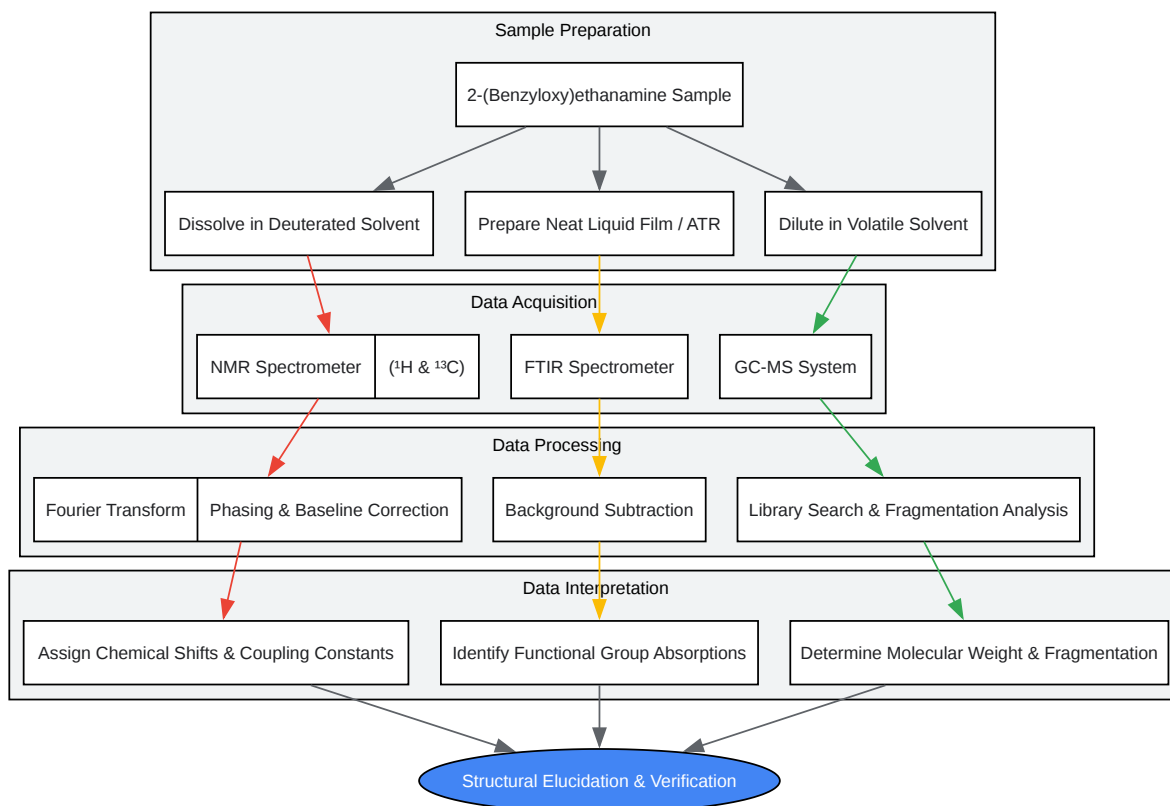 Sample Preparation
2-(Benzyloxy)ethanamine Sample
Dissolve in Deuterated Solvent
Prepare Neat Liquid Film / ATR
Dilute in Volatile Solvent
Data Acquisition
NMR Spectrometer
(¹H & ¹³C)
FTIR Spectrometer
GC-MS System
Data Processing
Fourier Transform
Phasing & Baseline Correction
Background Subtraction
Library Search & Fragmentation Analysis
Data Interpretation
Assign Chemical Shifts & Coupling Constants
Identify Functional Group Absorptions
Determine Molecular Weight & Fragmentation
Structural Elucidation & Verification